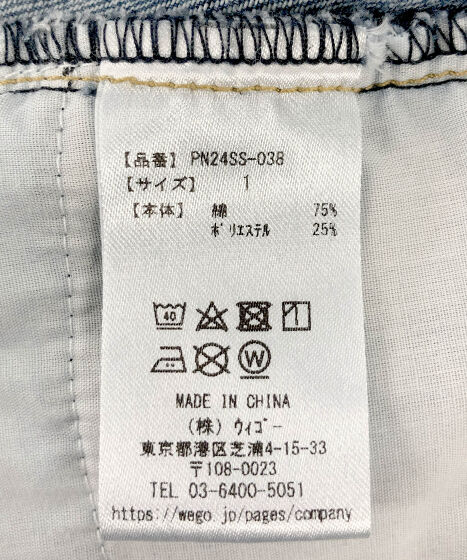 【品番】 PN24SS-038
【サイズ】 1
【本体】 綿 75%
ポリエステル 25%
40
W
MADE IN CHINA
(株) ウィゴー
東京都港区芝浦4-15-33
〒108-0023
TEL 03-6400-5051
https://wego.jp/pages/company